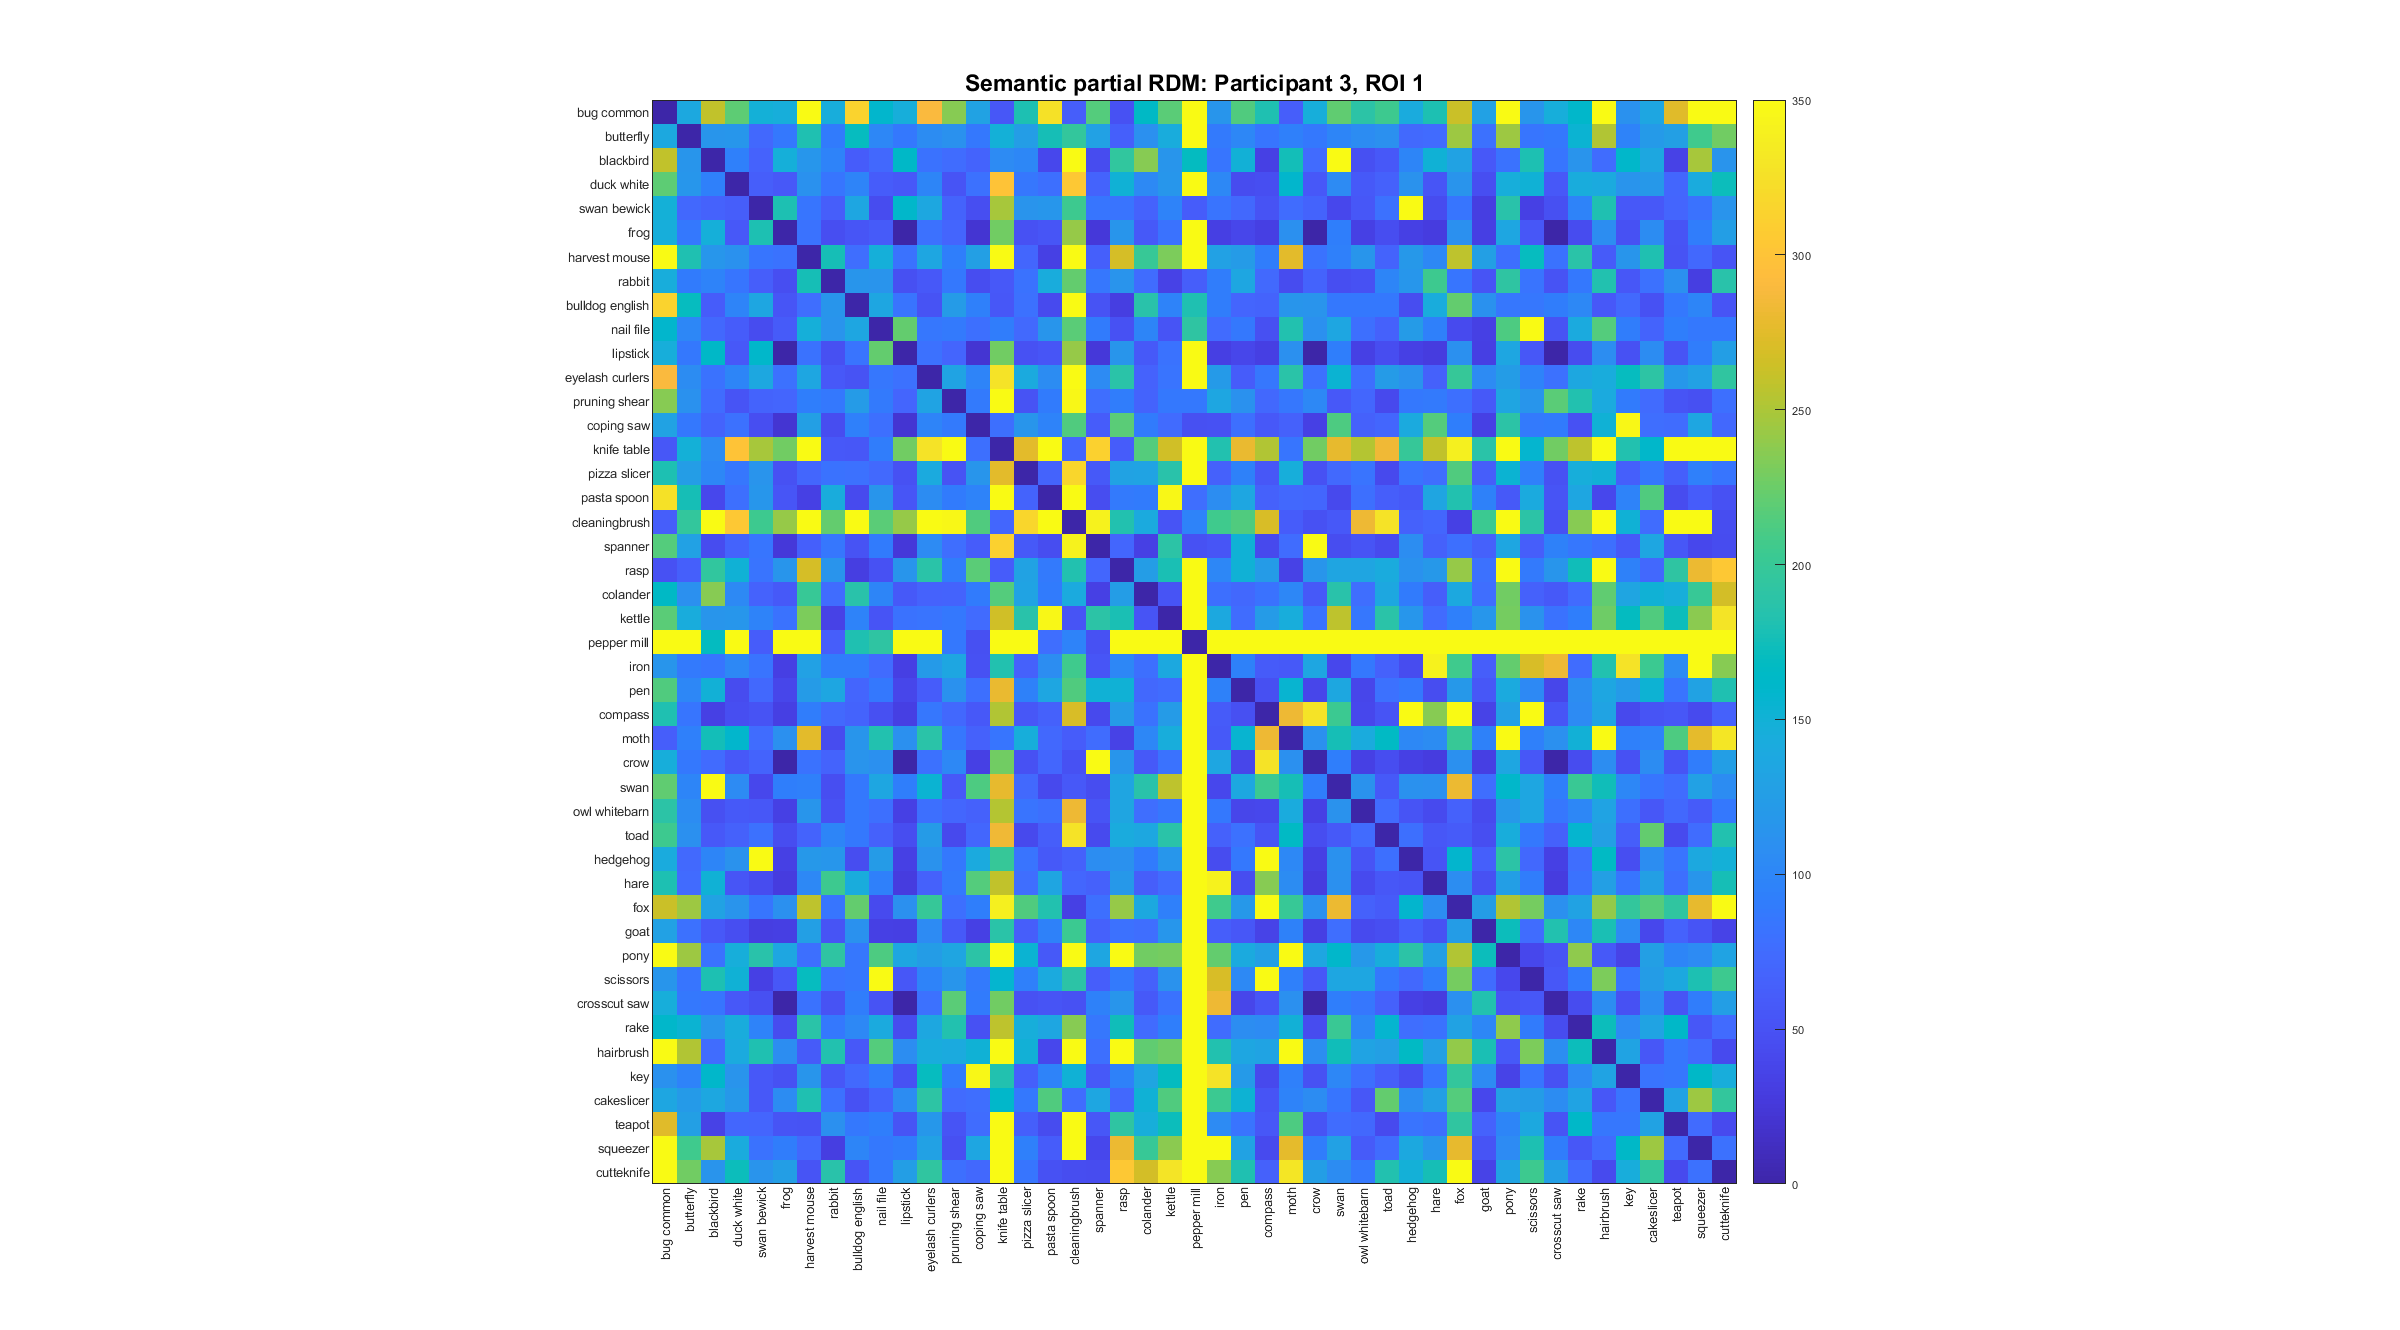 Semantic partial RDM: Participant 3, ROI 1
bug common
butterfly
blackbird
duck white
swan bewick
frog
harvest mouse
rabbit
bulldog english
nail file
lipstick
eyelash curlers
pruning shear
coping saw
knife table
pizza slicer
pasta spoon
cleaningbrush
spanner
rasp
colander
kettle
pepper mill
iron
pen
compass
moth
crow
swan
owl whitebarn
toad
hedgehog
hare
fox
goat
pony
scissors
crosscut saw
rake
hairbrush
key
cakeslicer
teapot
squeezer
cutteknife
bug common
butterfly
blackbird
duck white
swan bewick
frog
harvest mouse
rabbit
bulldog english
nail file
lipstick
eyelash curlers
pruning shear
coping saw
knife table
pizza slicer
pasta spoon
cleaningbrush
spanner
rasp
colander
kettle
pepper mill
iron
pen
compass
moth
crow
swan
owl whitebarn
toad
hedgehog
hare
fox
goat
pony
scissors
crosscut saw
rake
hairbrush
key
cakeslicer
teapot
squeezer
cutteknife
350
300
250
200
150
100
50
0